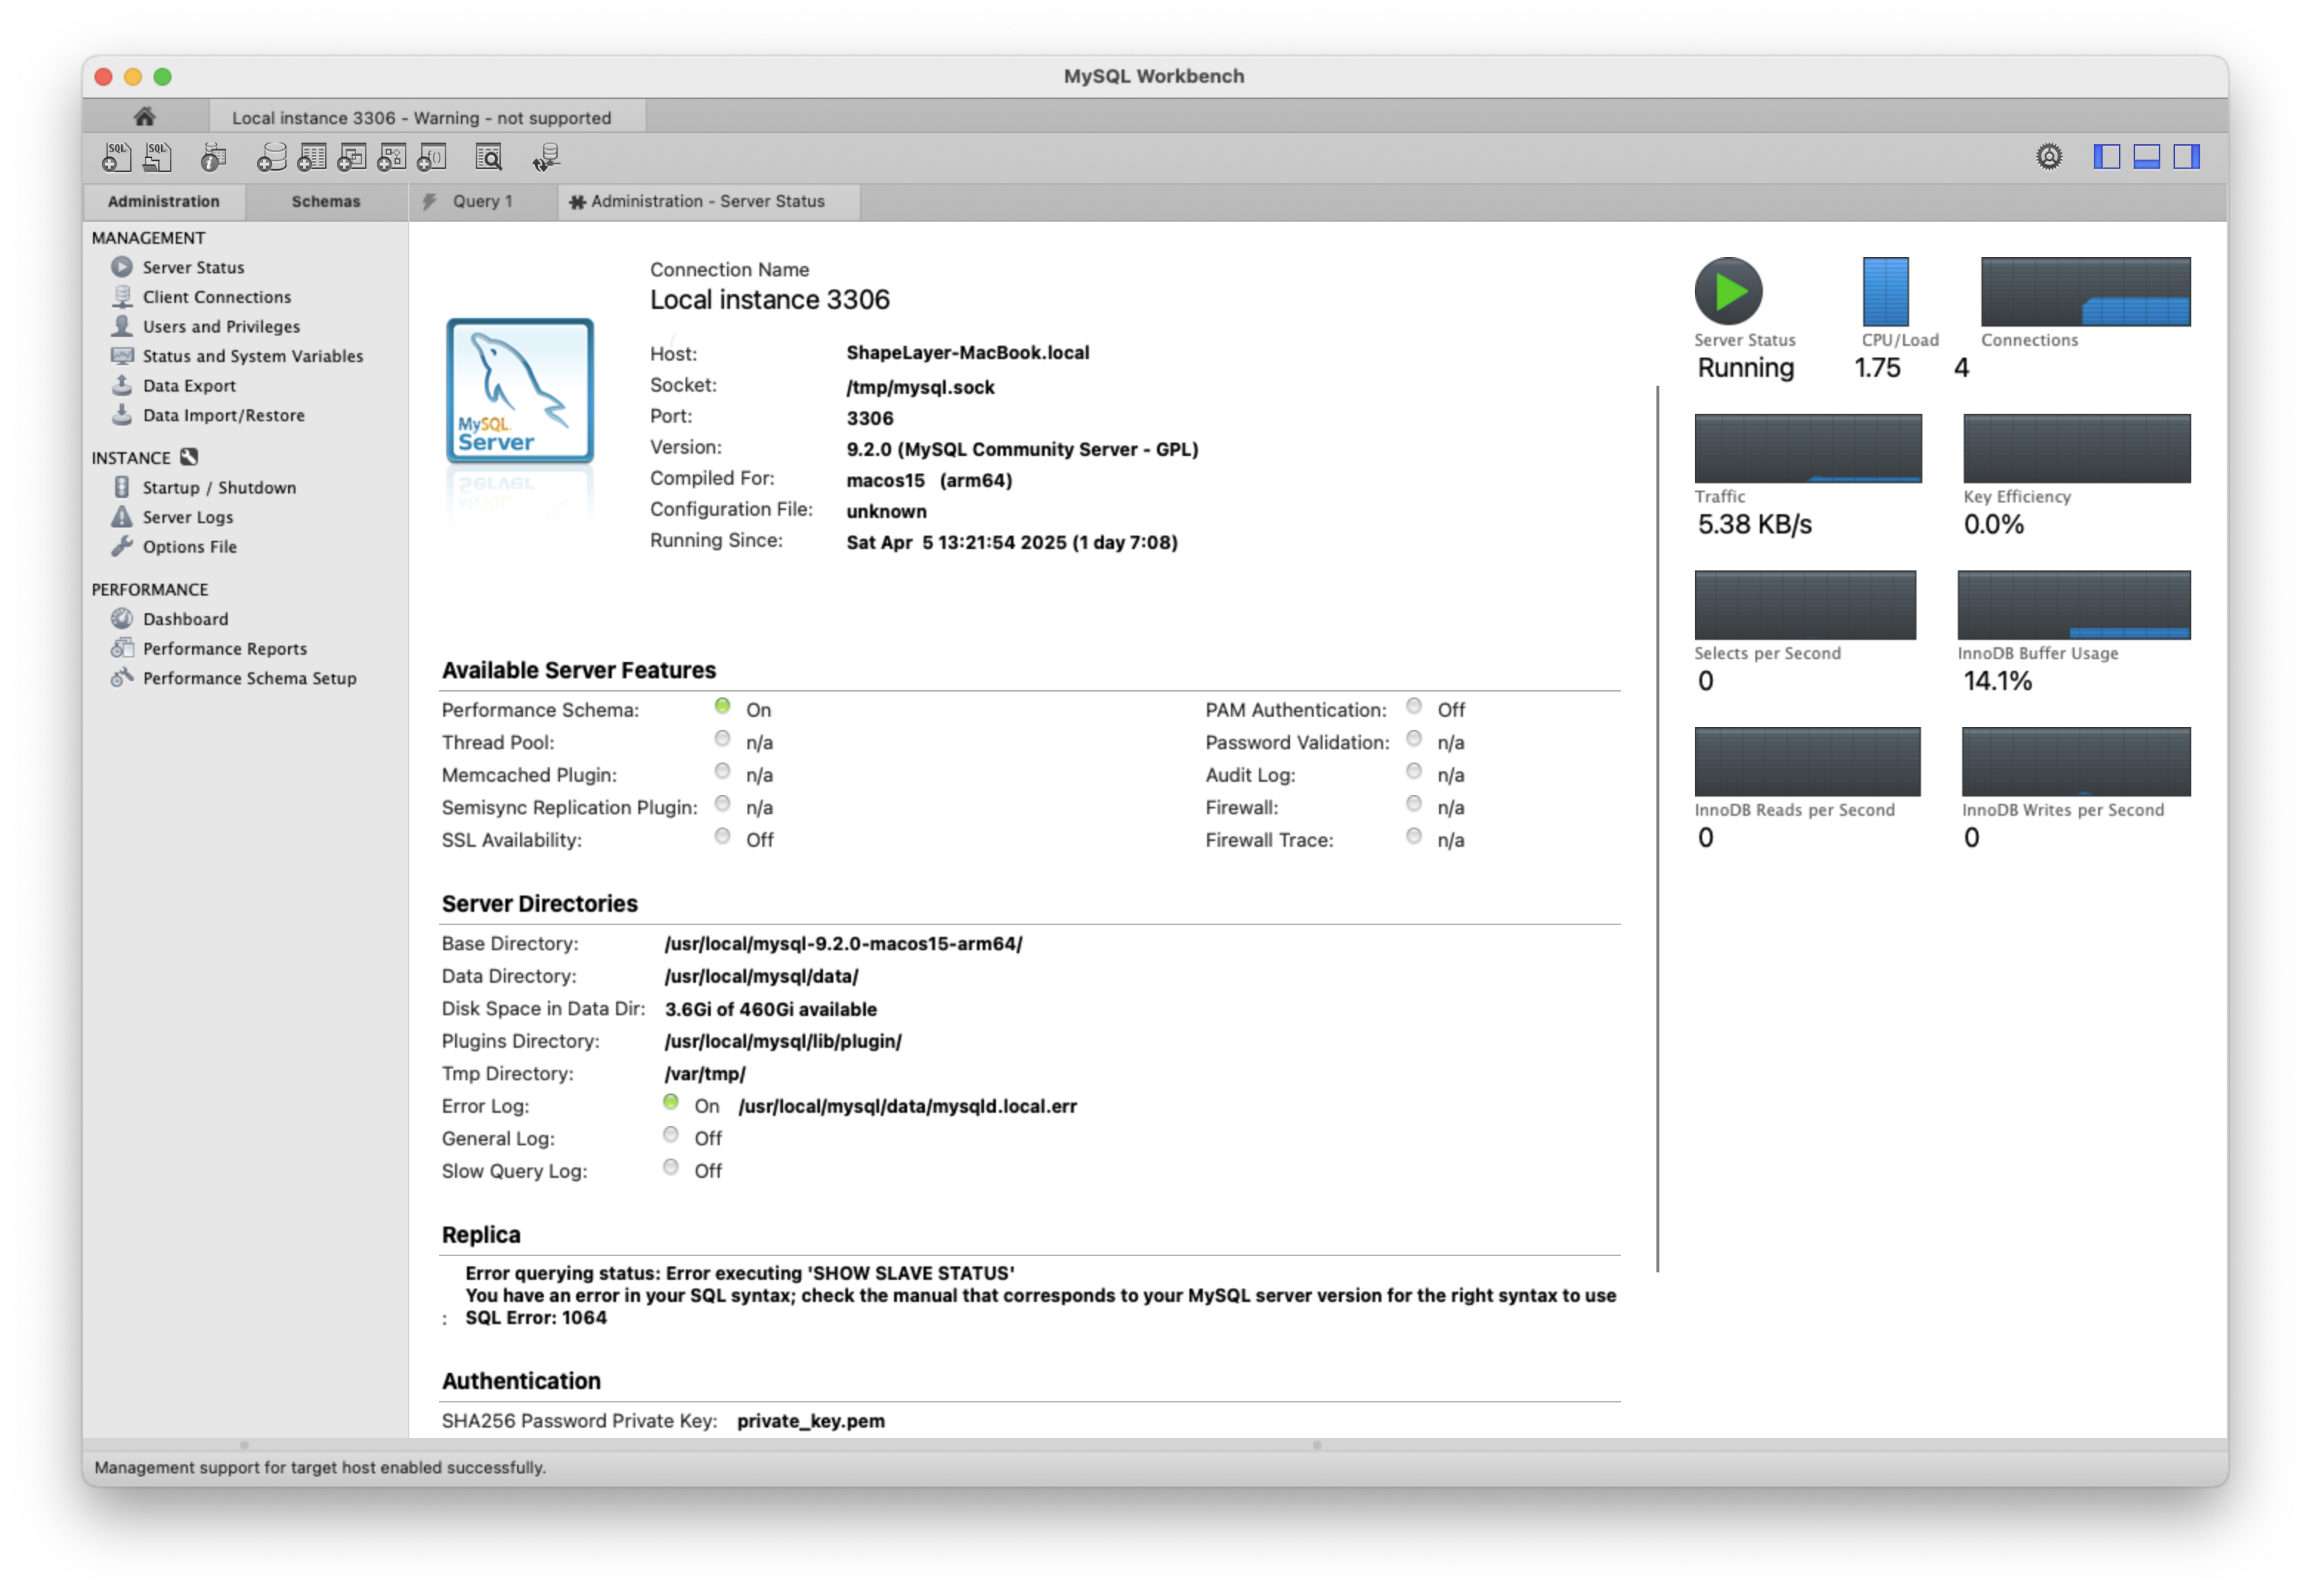 MySQL Workbench
Local instance 3306 - Warning - not supported
SQL SQL
Administration Schemas Query 1 Administration - Server Status
MANAGEMENT
Server Status
Client Connections
Users and Privileges
Status and System Variables
Data Export
Data Import/Restore
INSTANCE
Startup / Shutdown
Server Logs
Options File
PERFORMANCE
Dashboard
Performance Reports
Performance Schema Setup
MySQL
Server
Connection Name
Local instance 3306
Host: ShapeLayer-MacBook.local
Socket: /tmp/mysql.sock
Port: 3306
Version: 9.2.0 (MySQL Community Server - GPL)
Compiled For: macos15 (arm64)
Configuration File: unknown
Running Since: Sat Apr 5 13:21:54 2025 (1 day 7:08)
Available Server Features
Performance Schema: On PAM Authentication: Off
Thread Pool: n/a Password Validation: n/a
Memcached Plugin: n/a Audit Log: n/a
Semisync Replication Plugin: n/a Firewall: n/a
SSL Availability: Off Firewall Trace: n/a
Server Directories
Base Directory: /usr/local/mysql-9.2.0-macos15-arm64/
Data Directory: /usr/local/mysql/data/
Disk Space in Data Dir: 3.6Gi of 460Gi available
Plugins Directory: /usr/local/mysql/lib/plugin/
Tmp Directory: /var/tmp/
Error Log: On /usr/local/mysql/data/mysqld.local.err
General Log: Off
Slow Query Log: Off
Replica
Error querying status: Error executing 'SHOW SLAVE STATUS'
You have an error in your SQL syntax; check the manual that corresponds to your MySQL server version for the right syntax to use
: SQL Error: 1064
Authentication
SHA256 Password Private Key: private_key.pem
Server Status CPU/Load Connections
Running 1.75 4
Traffic Key Efficiency
5.38 KB/s 0.0%
Selects per Second InnoDB Buffer Usage
0 14.1%
InnoDB Reads per Second InnoDB Writes per Second
0 0
Management support for target host enabled successfully.